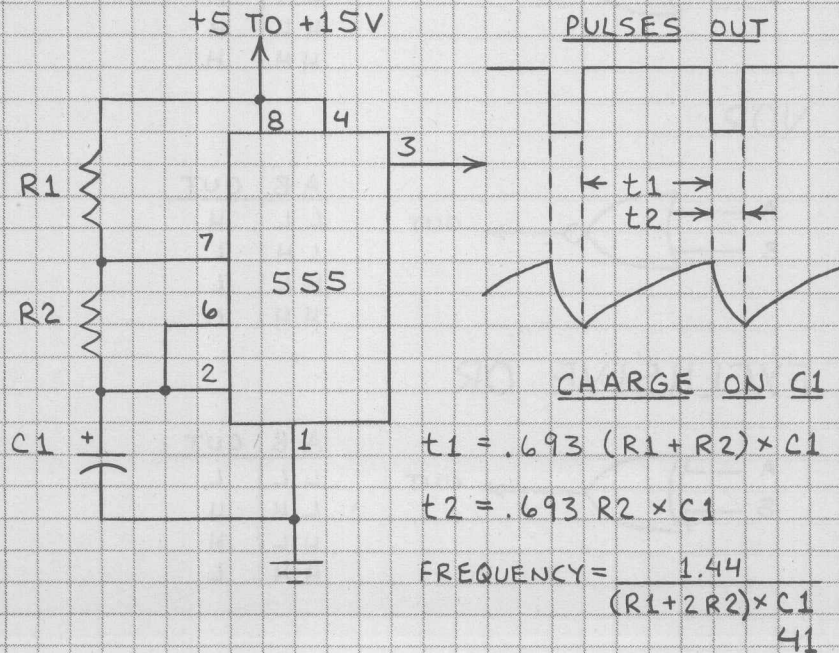 +5 TO +15V
PULSES OUT
8
4
3
R1
t1
t2
7
555
R2
6
2
CHARGE ON C1
C1
+
1
t1 = .693 (R1 + R2) × C1
t2 = .693 R2 × C1
FREQUENCY = 1.44
(R1+2R2)× C1
41